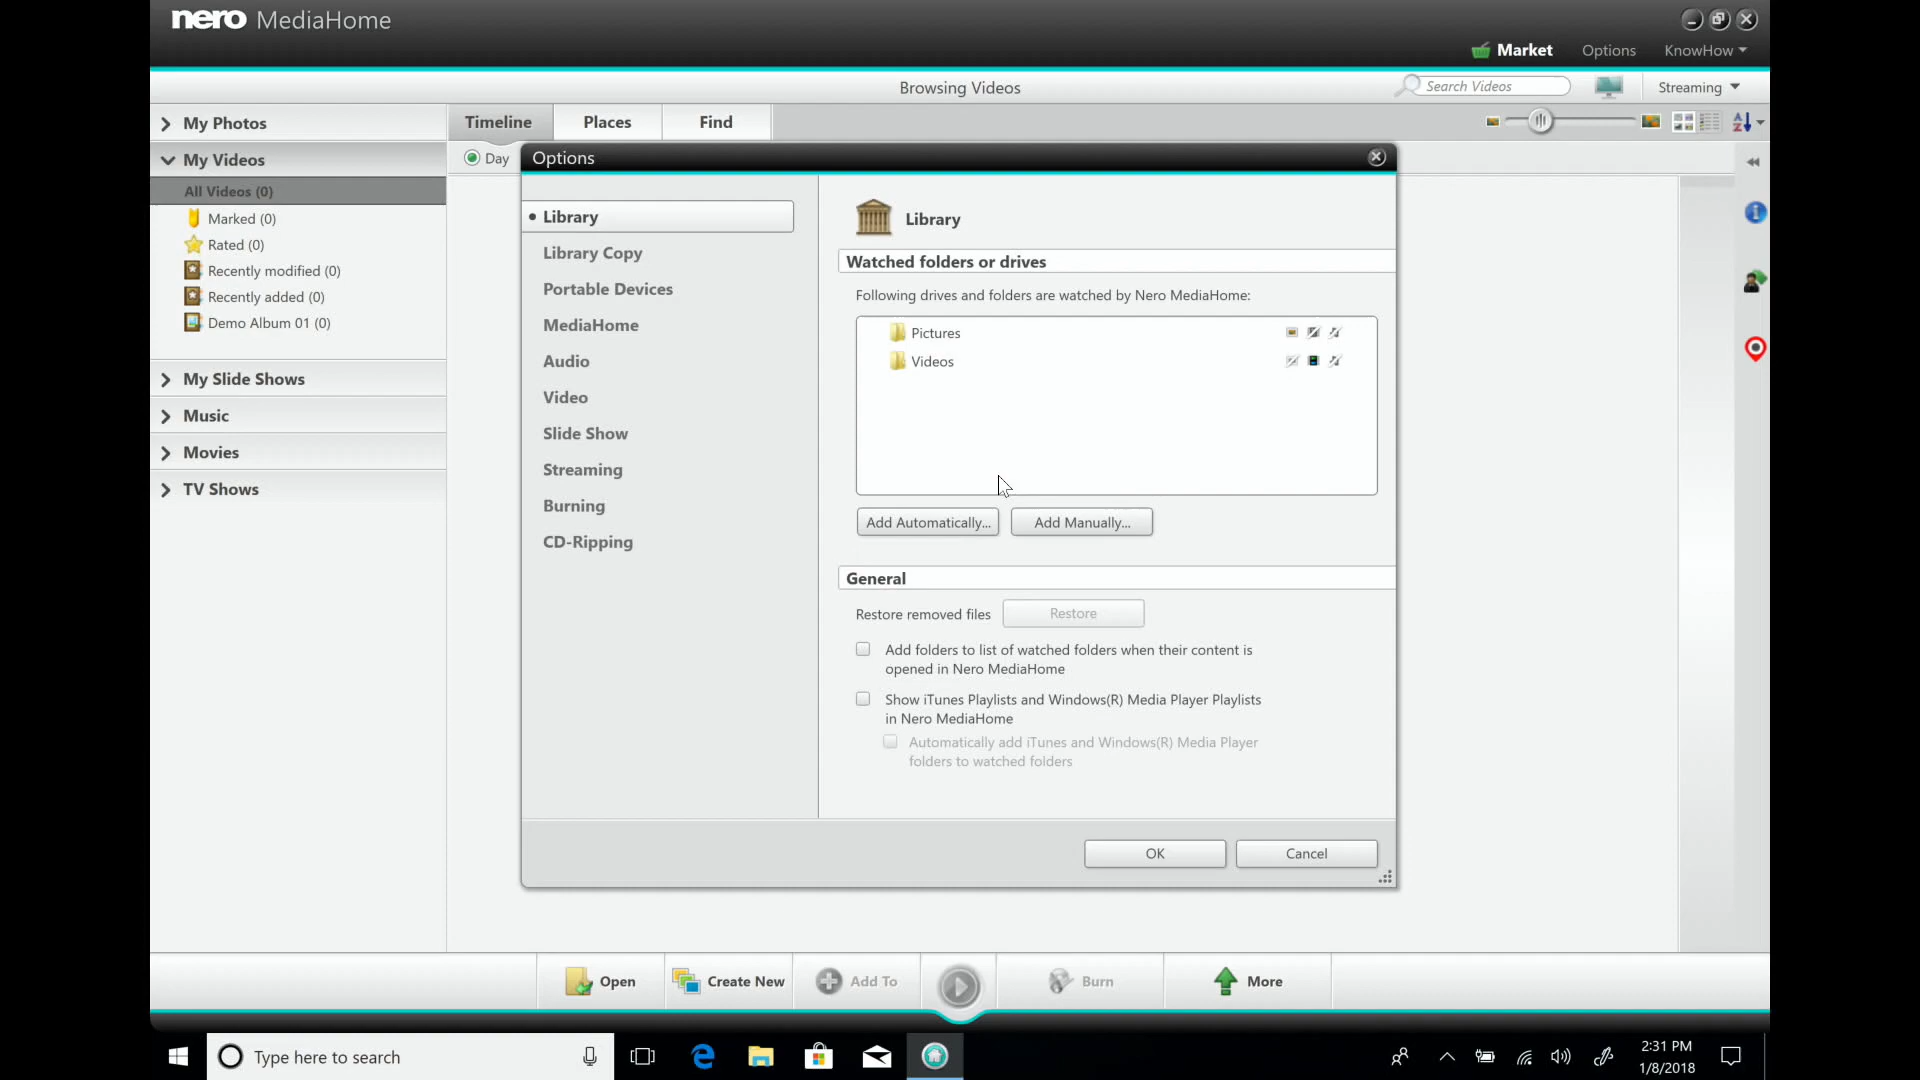 nero MediaHome
Market Options KnowHow
Browsing Videos
Search Videos
Streaming
My Photos
My Videos
All Videos (0)
Marked (0)
Rated (0)
Recently modified (0)
Recently added (0)
Demo Album 01 (0)
My Slide Shows
Music
Movies
TV Shows
Timeline Places Find
Day
Options
Library
Library Copy
Portable Devices
MediaHome
Audio
Video
Slide Show
Streaming
Burning
CD-Ripping
Library
Watched folders or drives
Following drives and folders are watched by Nero MediaHome:
Pictures
Videos
Add Automatically... Add Manually...
General
Restore removed files Restore
Add folders to list of watched folders when their content is
opened in Nero MediaHome
Show iTunes Playlists and Windows(R) Media Player Playlists
in Nero MediaHome
Automatically add iTunes and Windows(R) Media Player
folders to watched folders
OK Cancel
Open Create New Add To Burn More
Type here to search
2:31 PM
1/8/2018